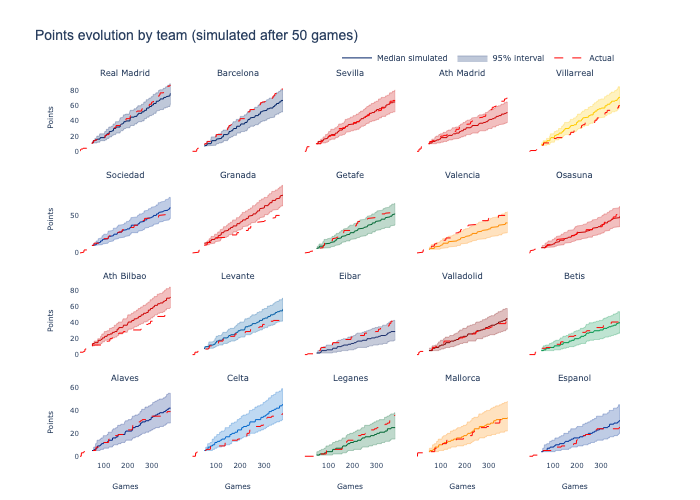 Points evolution by team (simulated after 50 games)
Median simulated 95% interval Actual
Real Madrid Barcelona Sevilla Ath Madrid Villarreal
80
60
40
20
0
Points
Sociedad Granada Getafe Valencia Osasuna
50
0
Points
Ath Bilbao Levante Eibar Valladolid Betis
80
60
40
20
0
Points
Alaves Celta Leganes Mallorca Espanol
60
40
20
0
Points
100 200 300 100 200 300 100 200 300 100 200 300 100 200 300
Games Games Games Games Games